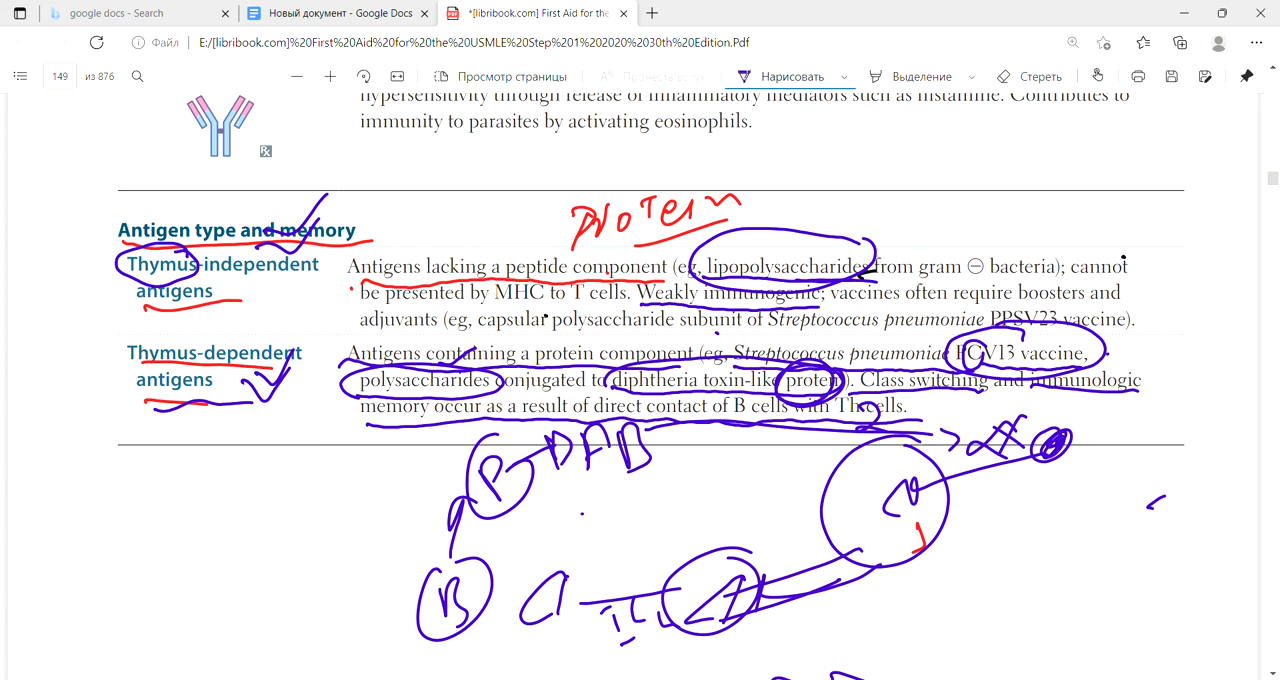 google docs - Search
Новый документ - Google Docs
*[libribook.com] First Aid for the
Файл
E:/[libribook.com]%20First%20Aid%20for%20the%20USMLE%20Step%201%202020%2030th%20Edition.Pdf
149 из 876
Просмотр страницы
Прочесть вслух
Нарисовать
Выделение
Стереть
hypersensitivity through release of inflammatory mediators such as histamine. Contributes to
immunity to parasites by activating eosinophils.
Rx
Protein
Antigen type and memory
Thymus-independent
antigens
Antigens lacking a peptide component (eg, lipopolysaccharides from gram ⊖ bacteria); cannot
be presented by MHC to T cells. Weakly immunogenic; vaccines often require boosters and
adjuvants (eg, capsular polysaccharide subunit of Streptococcus pneumoniae PPSV23 vaccine).
Thymus-dependent
antigens
Antigens containing a protein component (eg, Streptococcus pneumoniae PCV13 vaccine,
polysaccharides conjugated to diphtheria toxin-like protein). Class switching and immunologic
memory occur as a result of direct contact of B cells with Th cells.
B